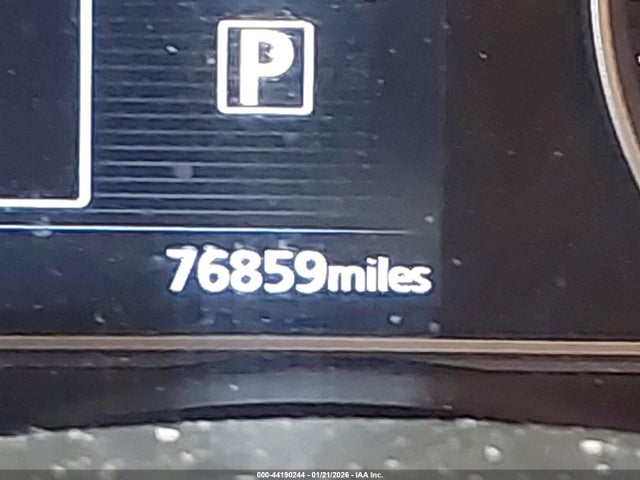 P
76859miles
000-44190244 - 01/21/2026 - IAA Inc.